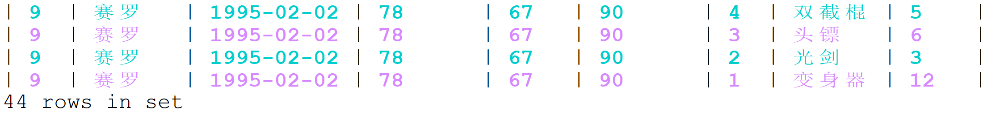 | 9 | 赛罗 | 1995-02-02 | 78 | 67 | 90 | 4 | 双截棍 | 5 |
| 9 | 赛罗 | 1995-02-02 | 78 | 67 | 90 | 3 | 头镖 | 6 |
| 9 | 赛罗 | 1995-02-02 | 78 | 67 | 90 | 2 | 光剑 | 3 |
| 9 | 赛罗 | 1995-02-02 | 78 | 67 | 90 | 1 | 变身器 | 12 |
44 rows in set